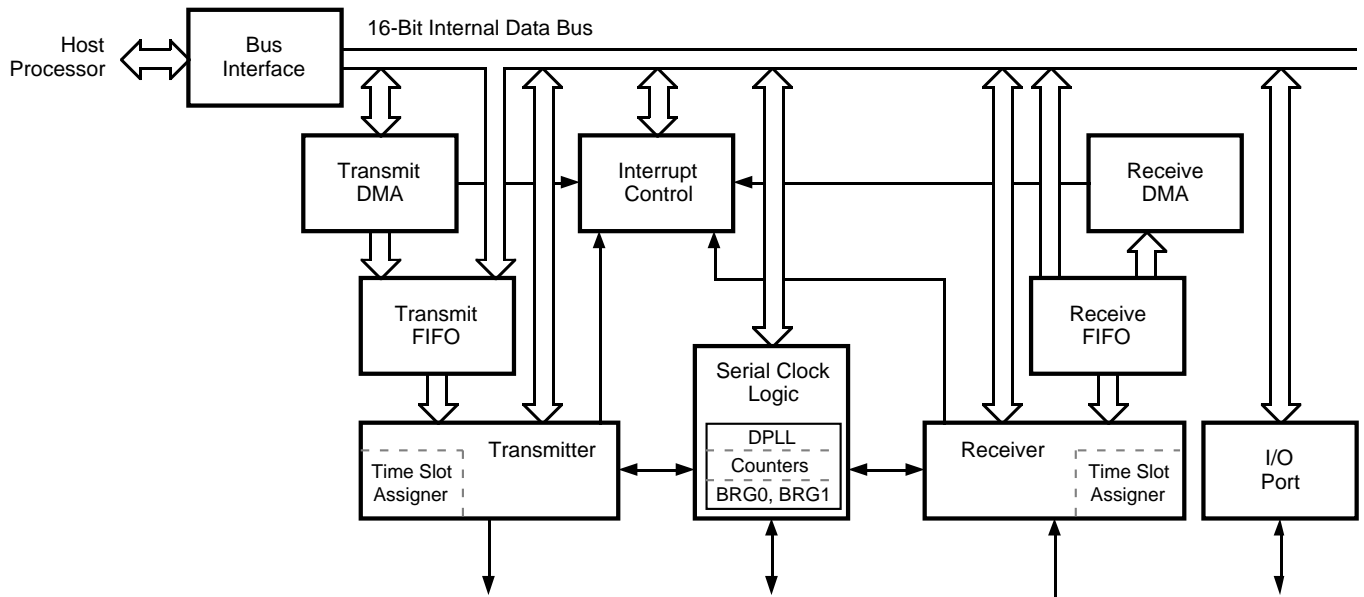 16-Bit Internal Data Bus
Host
Processor
Bus
Interface
Transmit
DMA
Interrupt
Control
Receive
DMA
Transmit
FIFO
Receive
FIFO
Serial Clock
Logic
DPLL
Counters
BRG0, BRG1
Transmitter
Time Slot
Assigner
Receiver
Time Slot
Assigner
I/O
Port